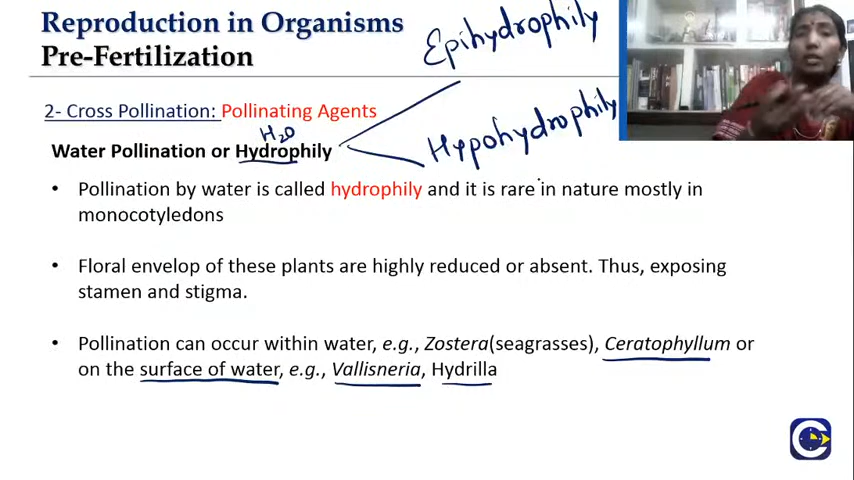 Reproduction in Organisms
Pre-Fertilization
Epihydrophily
2- Cross Pollination: Pollinating Agents
H2O
Hypohydrophily
Water Pollination or Hydrophily
• Pollination by water is called hydrophily and it is rare in nature mostly in
monocotyledons
• Floral envelop of these plants are highly reduced or absent. Thus, exposing
stamen and stigma.
• Pollination can occur within water, e.g., Zostera(seagrasses), Ceratophyllum or
on the surface of water, e.g., Vallisneria, Hydrilla